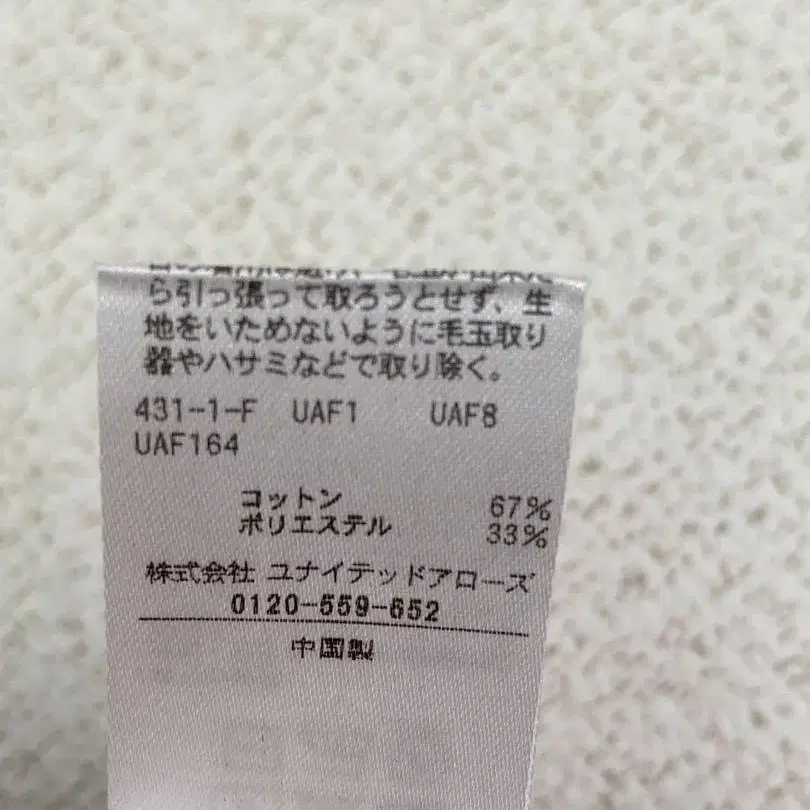 ら引っ張って取ろうとせず、生
地をいためないように毛玉取り
器やハサミなどで取り除く。
431-1-F UAF1 UAF8
UAF164
コットン 67%
ポリエステル 33%
株式会社 ユナイテッドアローズ
0120-559-652
中国製